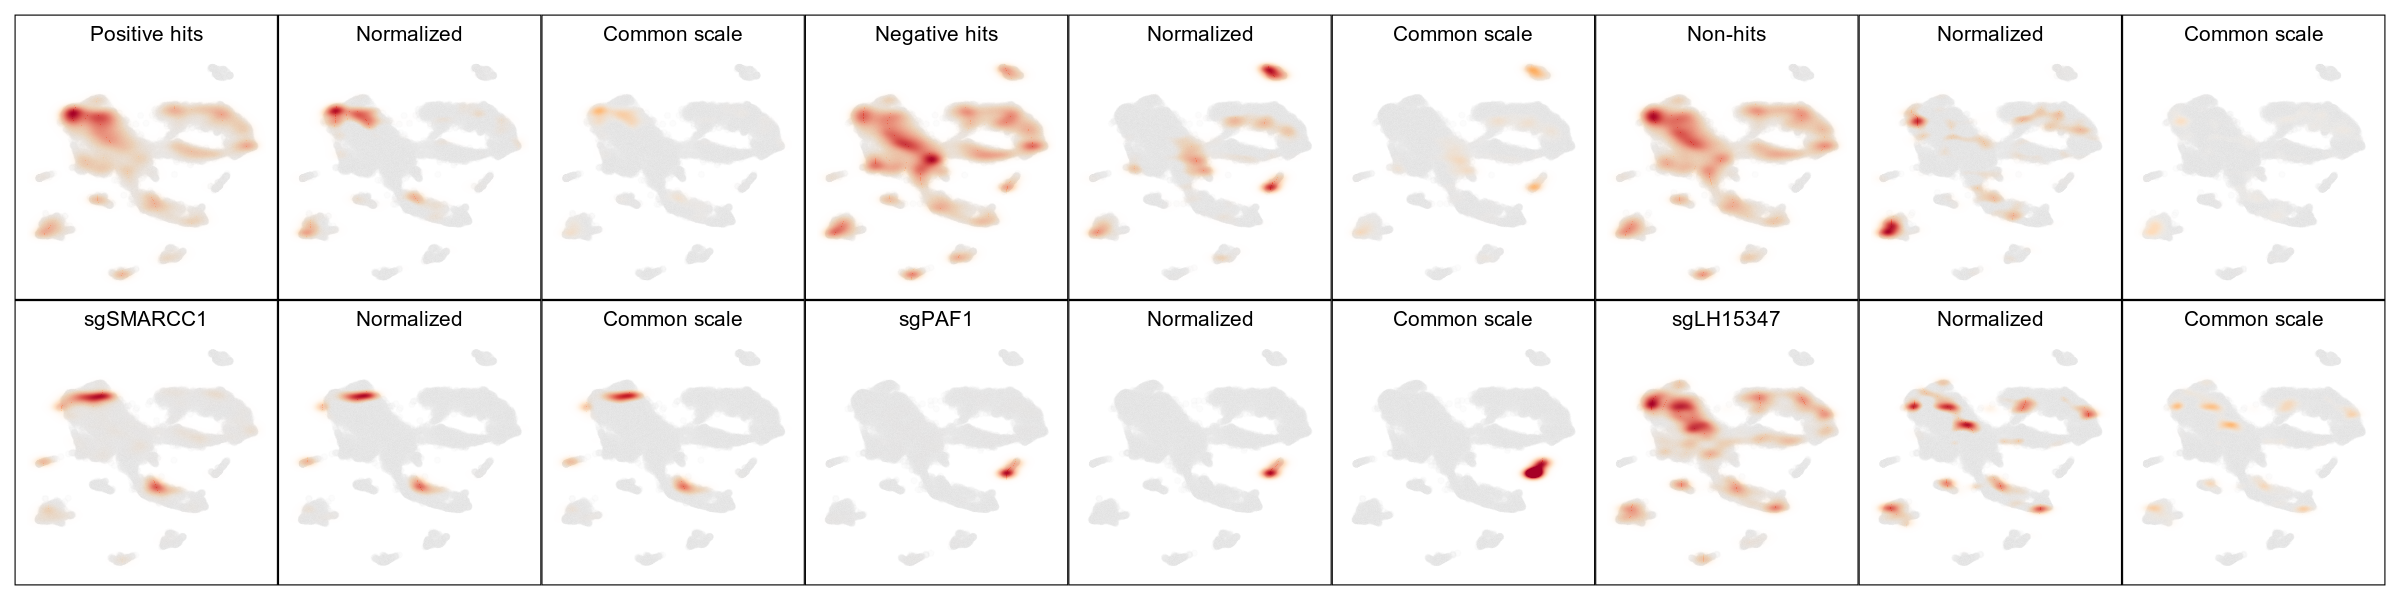 Positive hits
Normalized
Common scale
Negative hits
Normalized
Common scale
Non-hits
Normalized
Common scale
sgSMARCC1
Normalized
Common scale
sgPAF1
Normalized
Common scale
sgLH15347
Normalized
Common scale